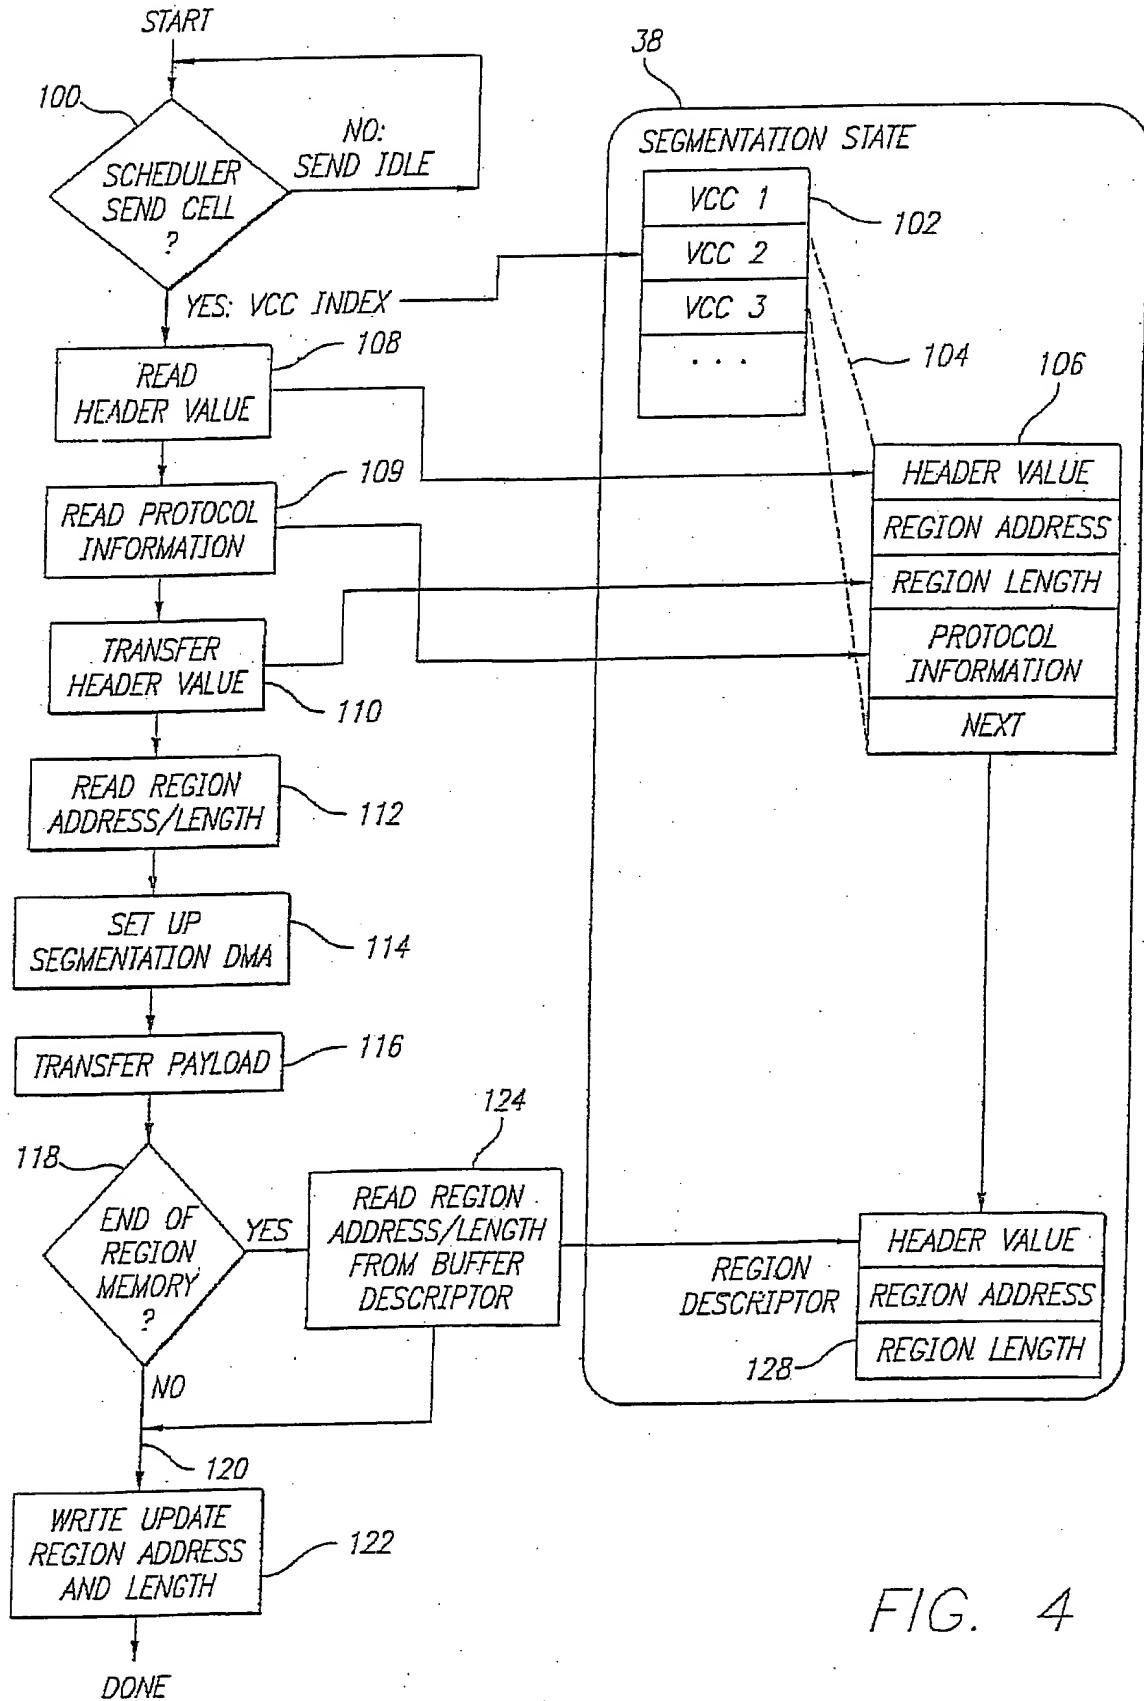 START
100
SCHEDULER
SEND CELL
?
NO:
SEND IDLE
YES: VCC INDEX
108
READ
HEADER VALUE
109
READ PROTOCOL
INFORMATION
TRANSFER
HEADER VALUE
110
READ REGION
ADDRESS/LENGTH
112
SET UP
SEGMENTATION DMA
114
TRANSFER PAYLOAD
116
118
END OF
REGION
MEMORY
?
YES
124
READ REGION
ADDRESS/LENGTH
FROM BUFFER
DESCRIPTOR
NO
120
WRITE UPDATE
REGION ADDRESS
AND LENGTH
122
DONE
38
SEGMENTATION STATE
VCC 1
102
VCC 2
VCC 3
. . .
104
106
HEADER VALUE
REGION ADDRESS
REGION LENGTH
PROTOCOL
INFORMATION
NEXT
REGION
DESCRIPTOR
HEADER VALUE
REGION ADDRESS
REGION LENGTH
128
FIG. 4